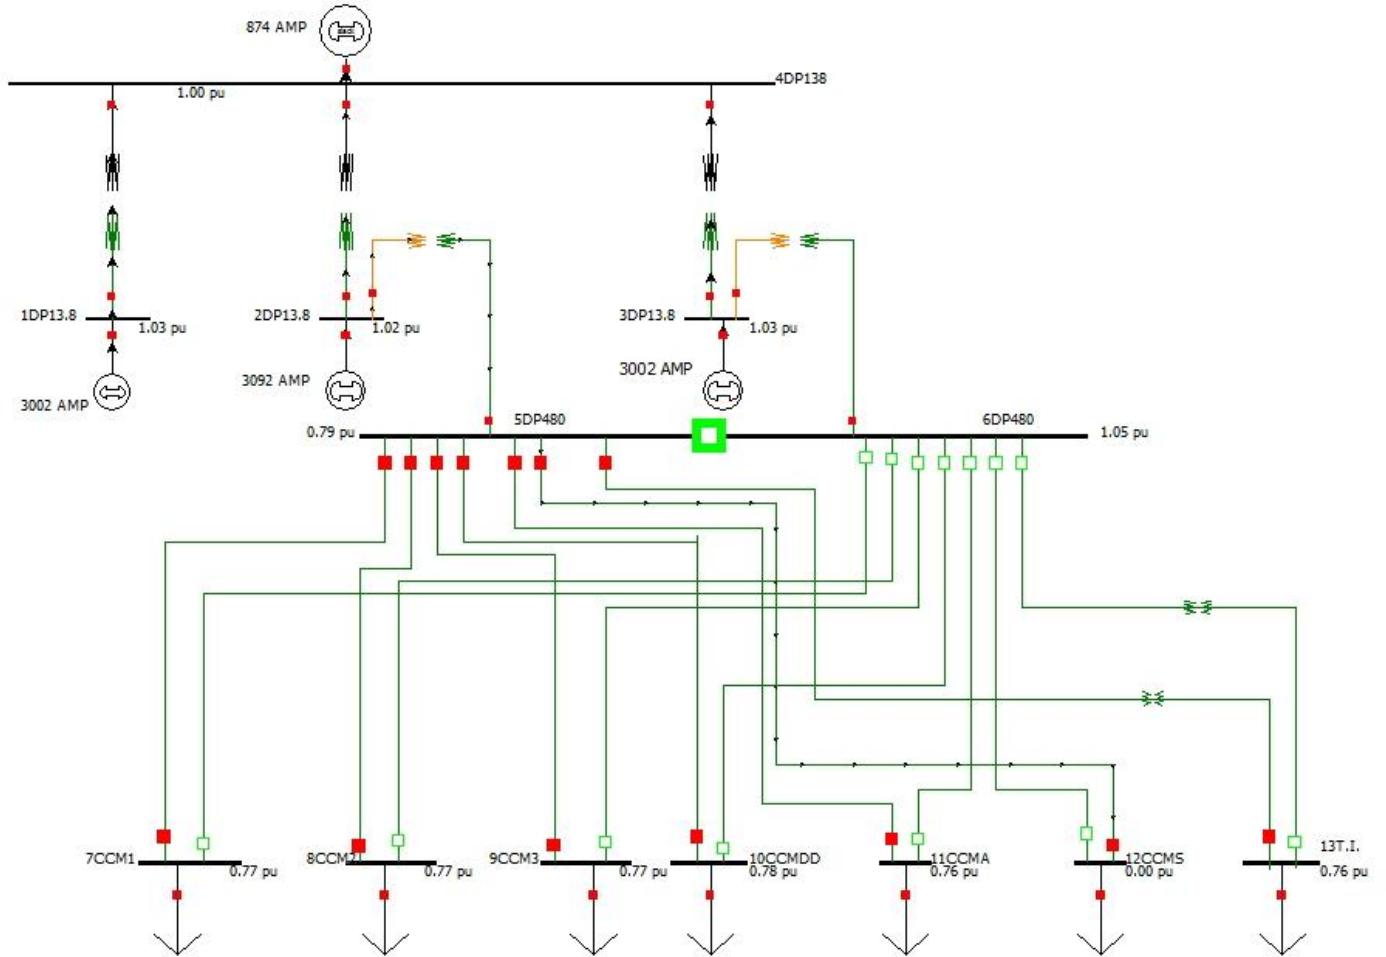 874 AMP
4DP138
1.00 pu
1DP13.8
1.03 pu
2DP13.8
1.02 pu
3DP13.8
1.03 pu
3002 AMP
3092 AMP
3002 AMP
0.79 pu
5DP480
6DP480
1.05 pu
7CCM1
0.77 pu
8CCM2
0.77 pu
9CCM3
0.77 pu
10CCMDD
0.78 pu
11CCMA
0.76 pu
12CCMS
0.00 pu
13T.I.
0.76 pu